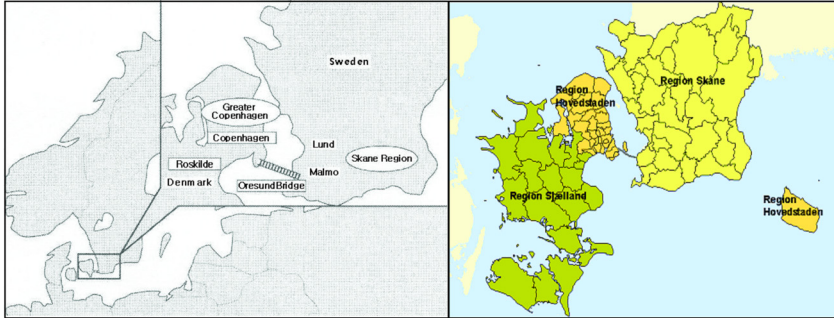 Sweden
Greater
Copenhagen
Copenhagen
Lund
Roskilde
Skane Region
Malmo
Denmark
OresundBridge
Region Skåne
Region
Hovedstaden
Region Sjælland
Region
Hovedstaden